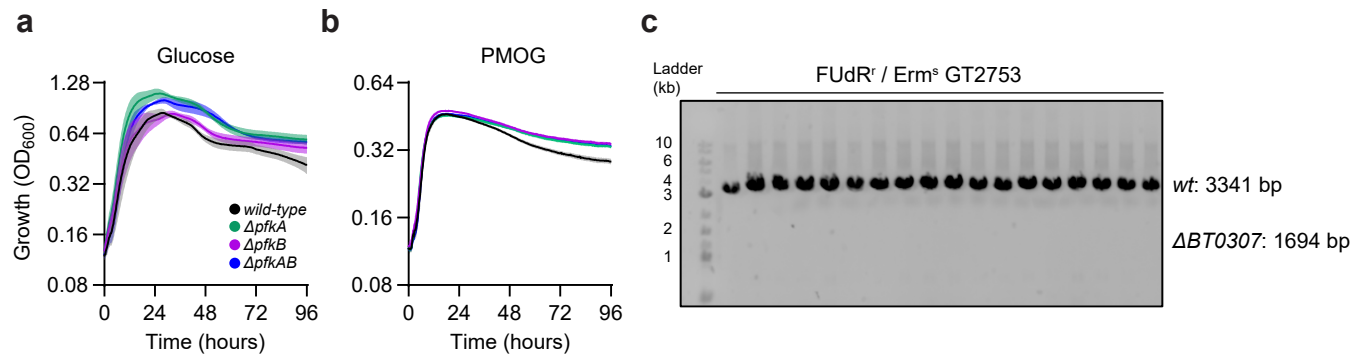 a
Glucose
Growth (OD600)
1.28
0.64
0.32
0.16
0.08
wild-type
ΔpfkA
ΔpfkB
ΔpfkAB
0 24 48 72 96
Time (hours)
b
PMOG
0.64
0.32
0.16
0.08
0 24 48 72 96
Time (hours)
c
Ladder
(kb)
FUdRʳ / Ermˢ GT2753
10
6
4
3
2
1
wt: 3341 bp
ΔBT0307: 1694 bp